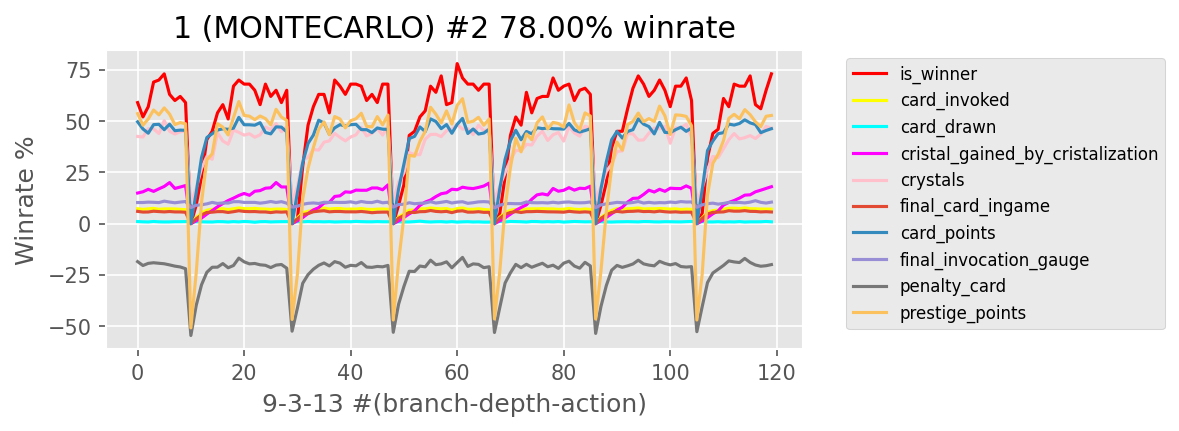 1 (MONTECARLO) #2 78.00% winrate
Winrate %
75
50
25
0
−25
−50
0 20 40 60 80 100 120
9-3-13 #(branch-depth-action)
is_winner
card_invoked
card_drawn
cristal_gained_by_cristalization
crystals
final_card_ingame
card_points
final_invocation_gauge
penalty_card
prestige_points